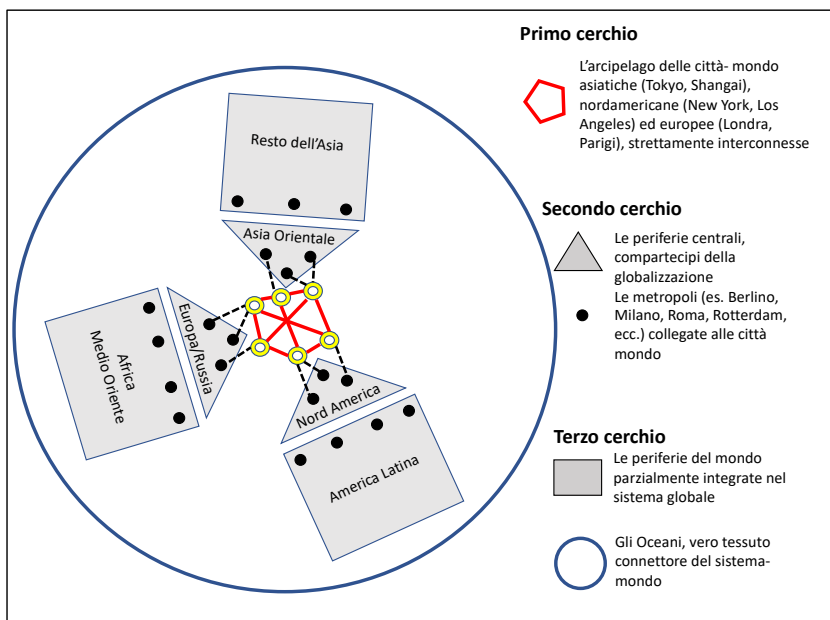 Primo cerchio
L'arcipelago delle città- mondo
asiatiche (Tokyo, Shangai),
nordamericane (New York, Los
Angeles) ed europee (Londra,
Parigi), strettamente interconnesse
Secondo cerchio
Le periferie centrali,
compartecipi della
globalizzazione
Le metropoli (es. Berlino,
Milano, Roma, Rotterdam,
ecc.) collegate alle città
mondo
Terzo cerchio
Le periferie del mondo
parzialmente integrate nel
sistema globale
Gli Oceani, vero tessuto
connettore del sistema-
mondo
Resto dell'Asia
Asia Orientale
Europa/Russia
Africa
Medio Oriente
Nord America
America Latina